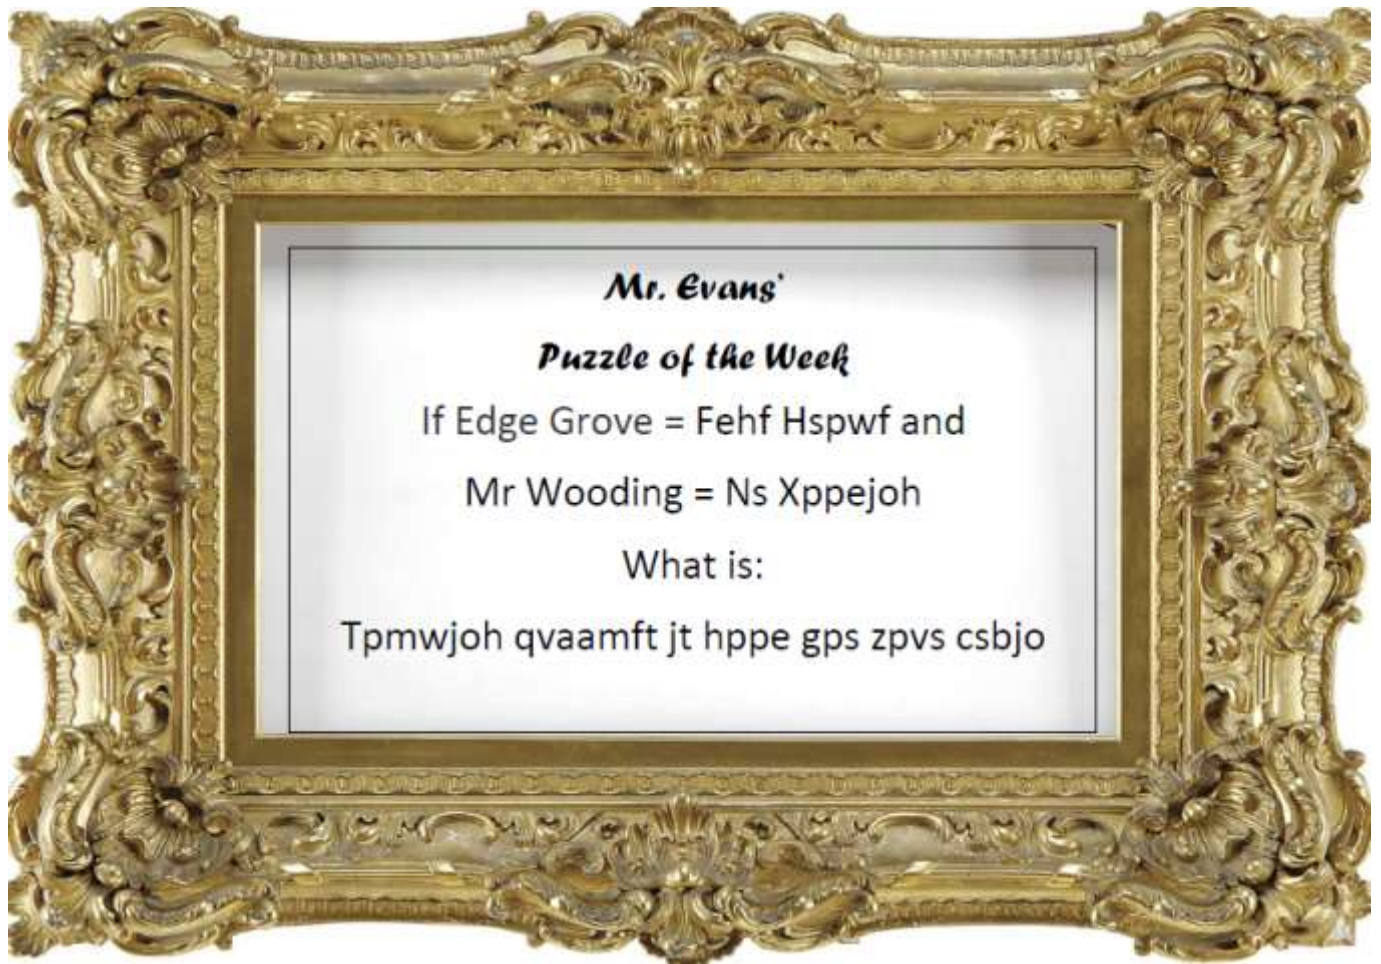 Mr. Evans'
Puzzle of the Week
If Edge Grove = Fehf Hspwf and
Mr Wooding = Ns Xppejoh
What is:
Tpmwjoh qvaamft jt hppe gps zpvs csbjo